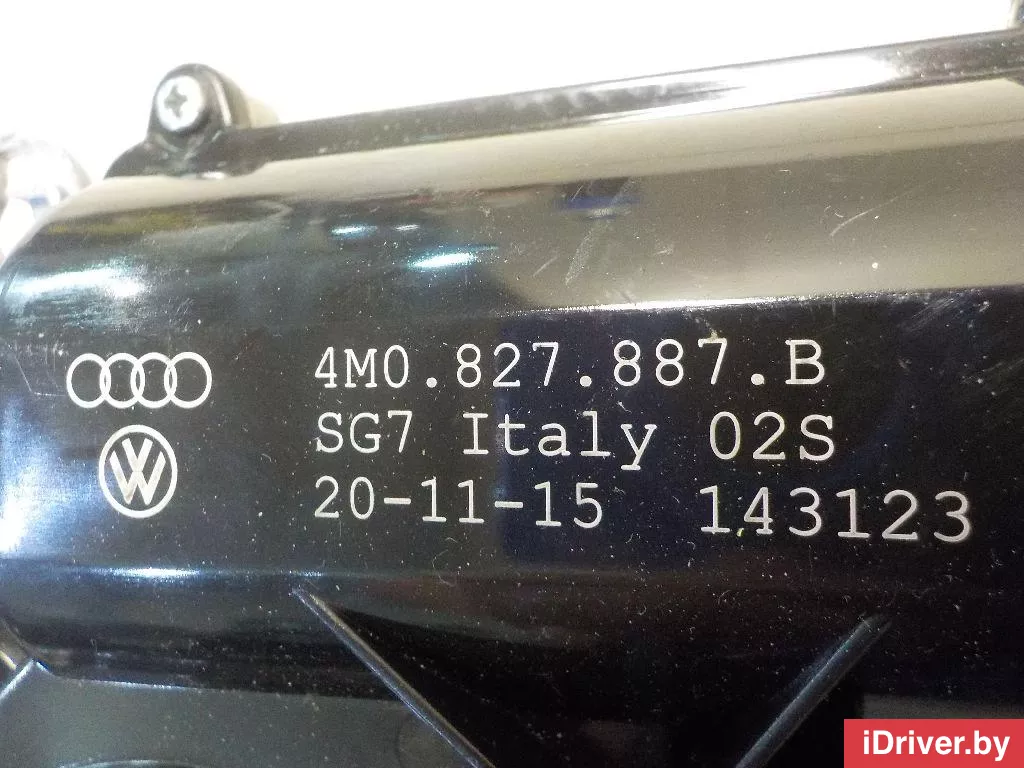 4M0.827.887.B
SG7 Italy 02S
20-11-15 143123
iDriver.by